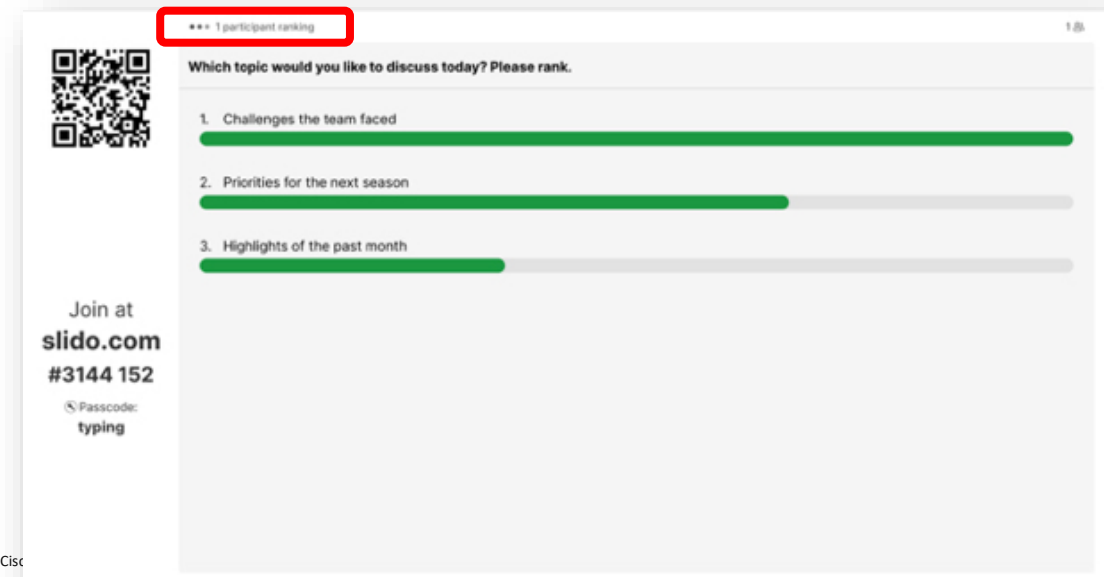 1 participant ranking
1
Which topic would you like to discuss today? Please rank.
1. Challenges the team faced
2. Priorities for the next season
3. Highlights of the past month
Join at
slido.com
#3144 152
Passcode:
typing
Cisc